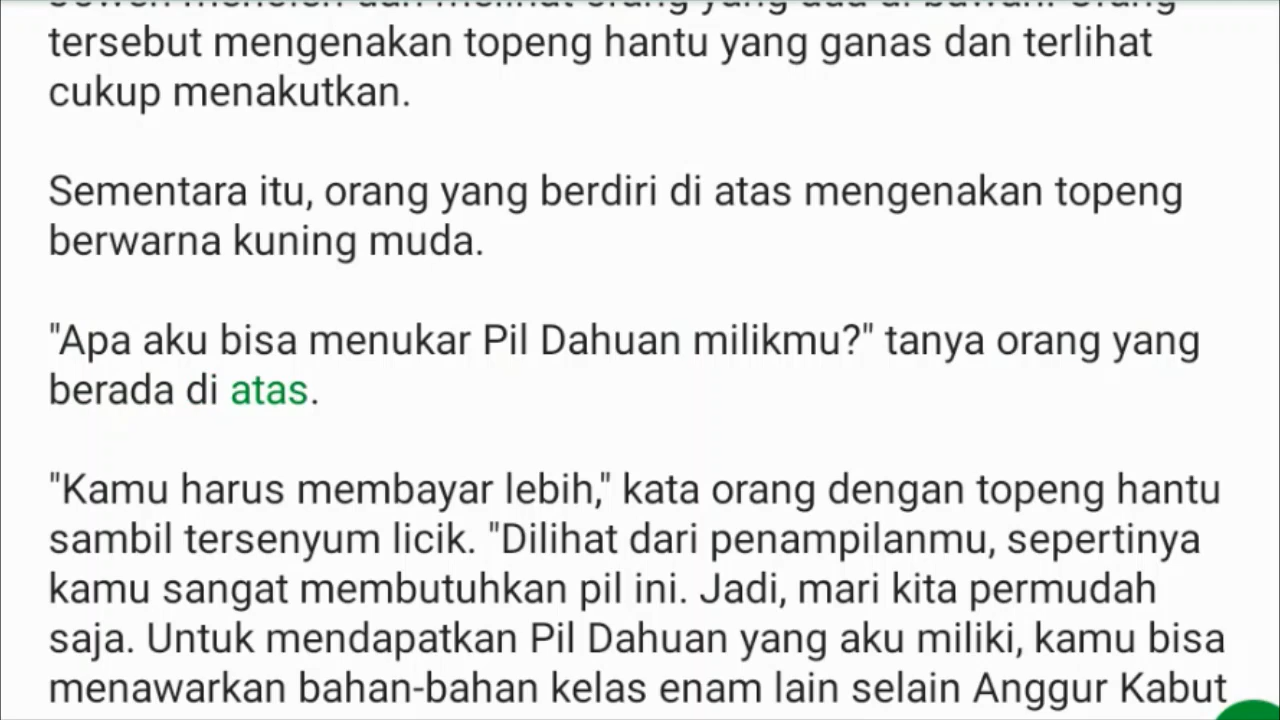 tersebut mengenakan topeng hantu yang ganas dan terlihat
cukup menakutkan.
Sementara itu, orang yang berdiri di atas mengenakan topeng
berwarna kuning muda.
"Apa aku bisa menukar Pil Dahuan milikmu?" tanya orang yang
berada di atas.
"Kamu harus membayar lebih," kata orang dengan topeng hantu
sambil tersenyum licik. "Dilihat dari penampilanmu, sepertinya
kamu sangat membutuhkan pil ini. Jadi, mari kita permudah
saja. Untuk mendapatkan Pil Dahuan yang aku miliki, kamu bisa
menawarkan bahan-bahan kelas enam lain selain Anggur Kabut